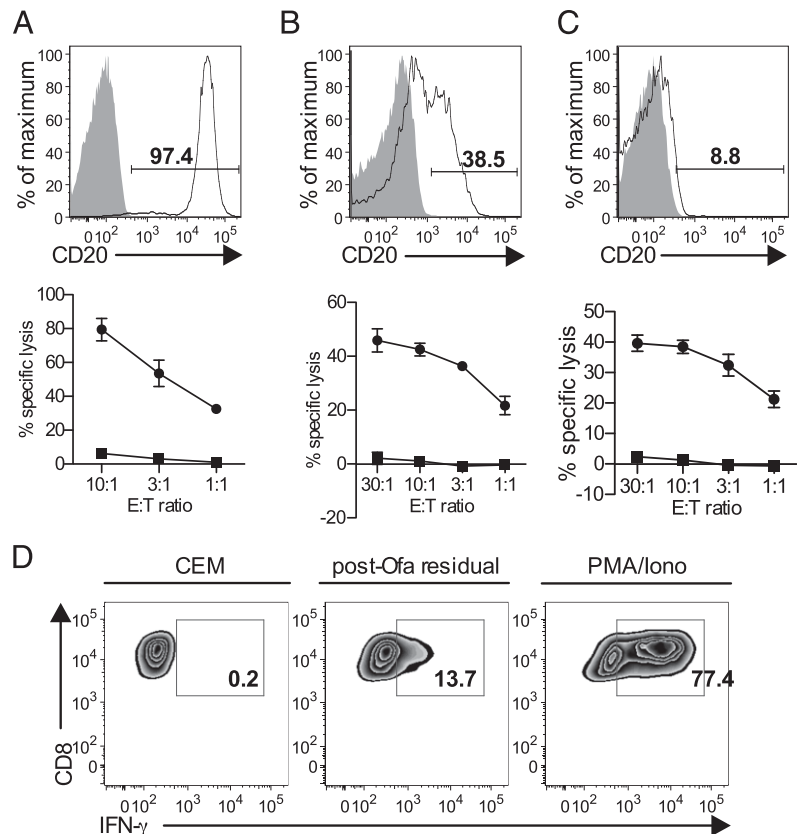 A
B
C
% of maximum
100
80
60
40
20
0
97.4
0 10² 10³ 10⁴ 10⁵
CD20
% of maximum
100
80
60
40
20
0
38.5
0 10² 10³ 10⁴ 10⁵
CD20
% of maximum
100
80
60
40
20
0
8.8
0 10² 10³ 10⁴ 10⁵
CD20
% specific lysis
100
80
60
40
20
0
10:1 3:1 1:1
E:T ratio
% specific lysis
60
40
20
0
-20
30:1 10:1 3:1 1:1
E:T ratio
% specific lysis
50
40
30
20
10
0
-10
30:1 10:1 3:1 1:1
E:T ratio
D
CEM
post-Ofa residual
PMA/Iono
CD8
10⁵
10⁴
10³
10²
0
0.2
0 10² 10³ 10⁴ 10⁵
10⁵
10⁴
10³
10²
0
13.7
0 10² 10³ 10⁴ 10⁵
10⁵
10⁴
10³
10²
0
77.4
0 10² 10³ 10⁴ 10⁵
IFN-γ